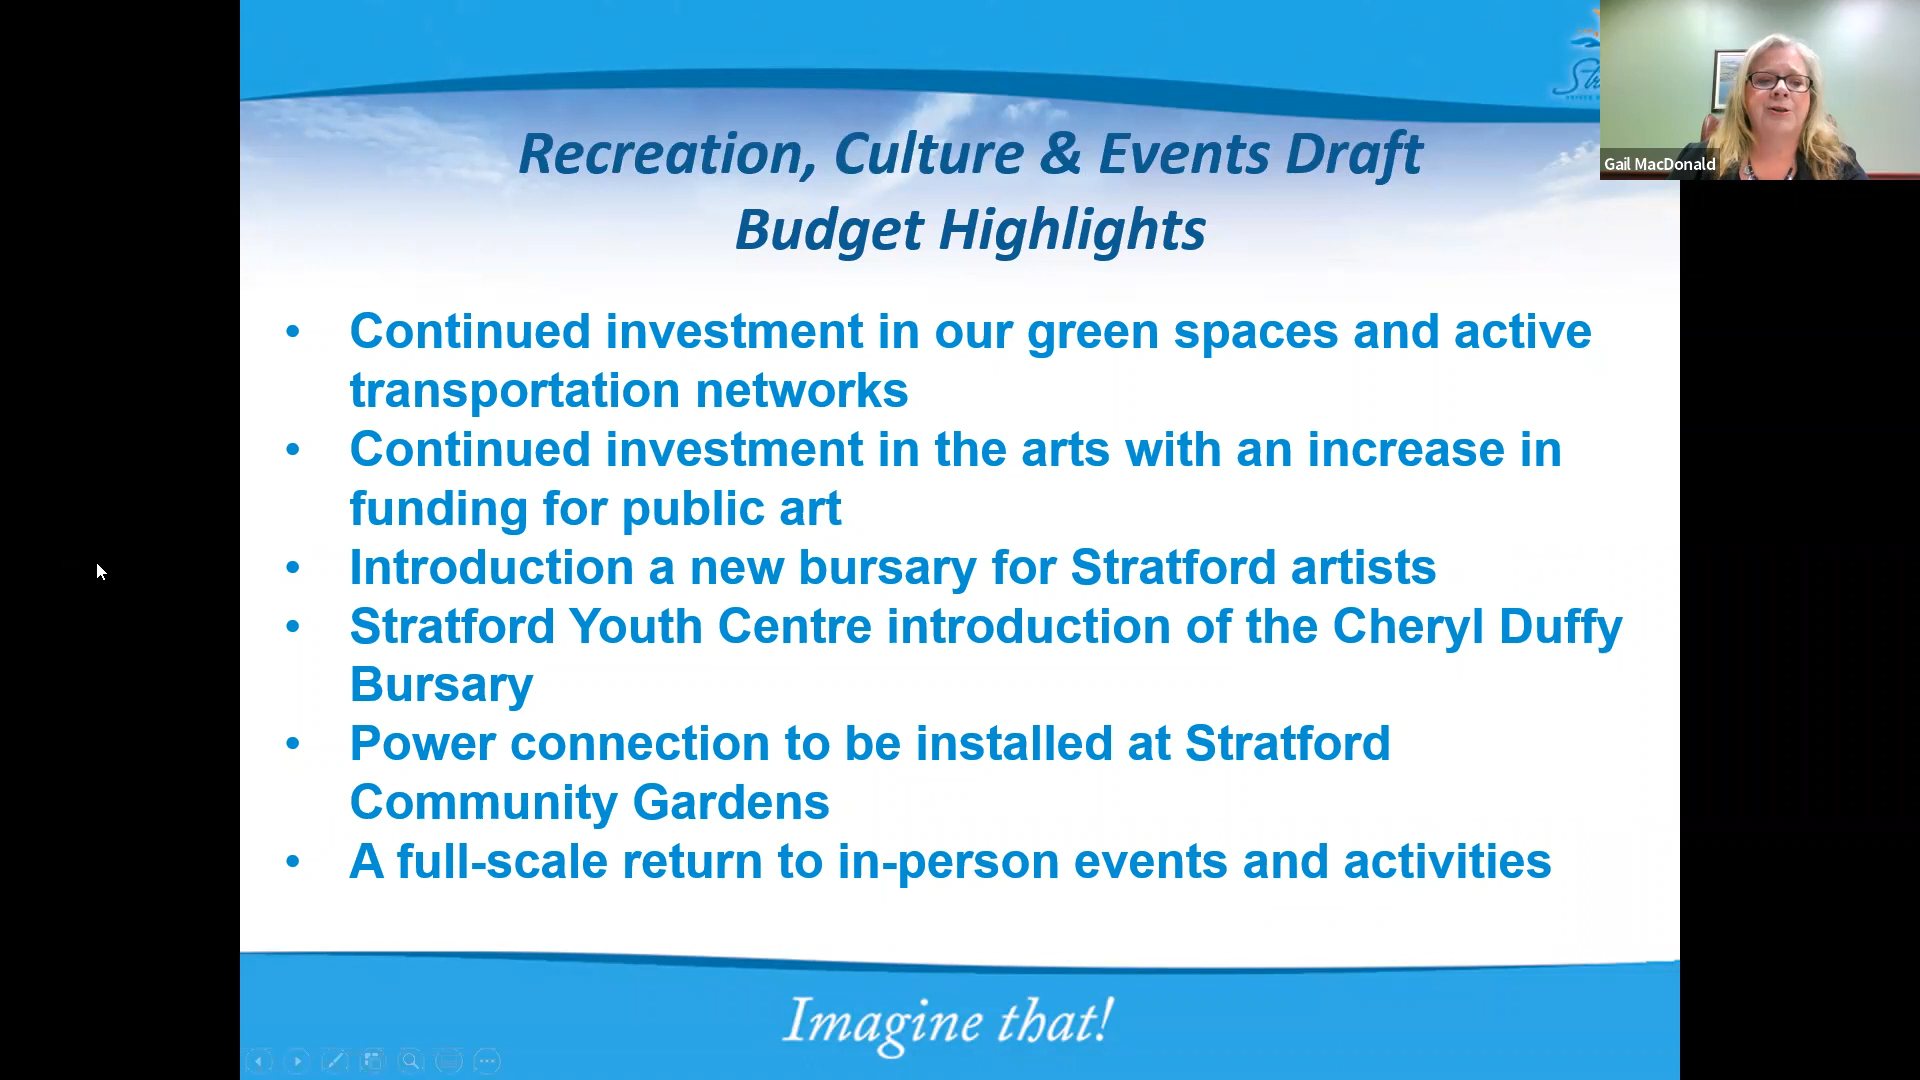 Recreation, Culture & Events Draft
Budget Highlights
Gail MacDonald
• Continued investment in our green spaces and active
transportation networks
• Continued investment in the arts with an increase in
funding for public art
• Introduction a new bursary for Stratford artists
• Stratford Youth Centre introduction of the Cheryl Duffy
Bursary
• Power connection to be installed at Stratford
Community Gardens
• A full-scale return to in-person events and activities
Imagine that!